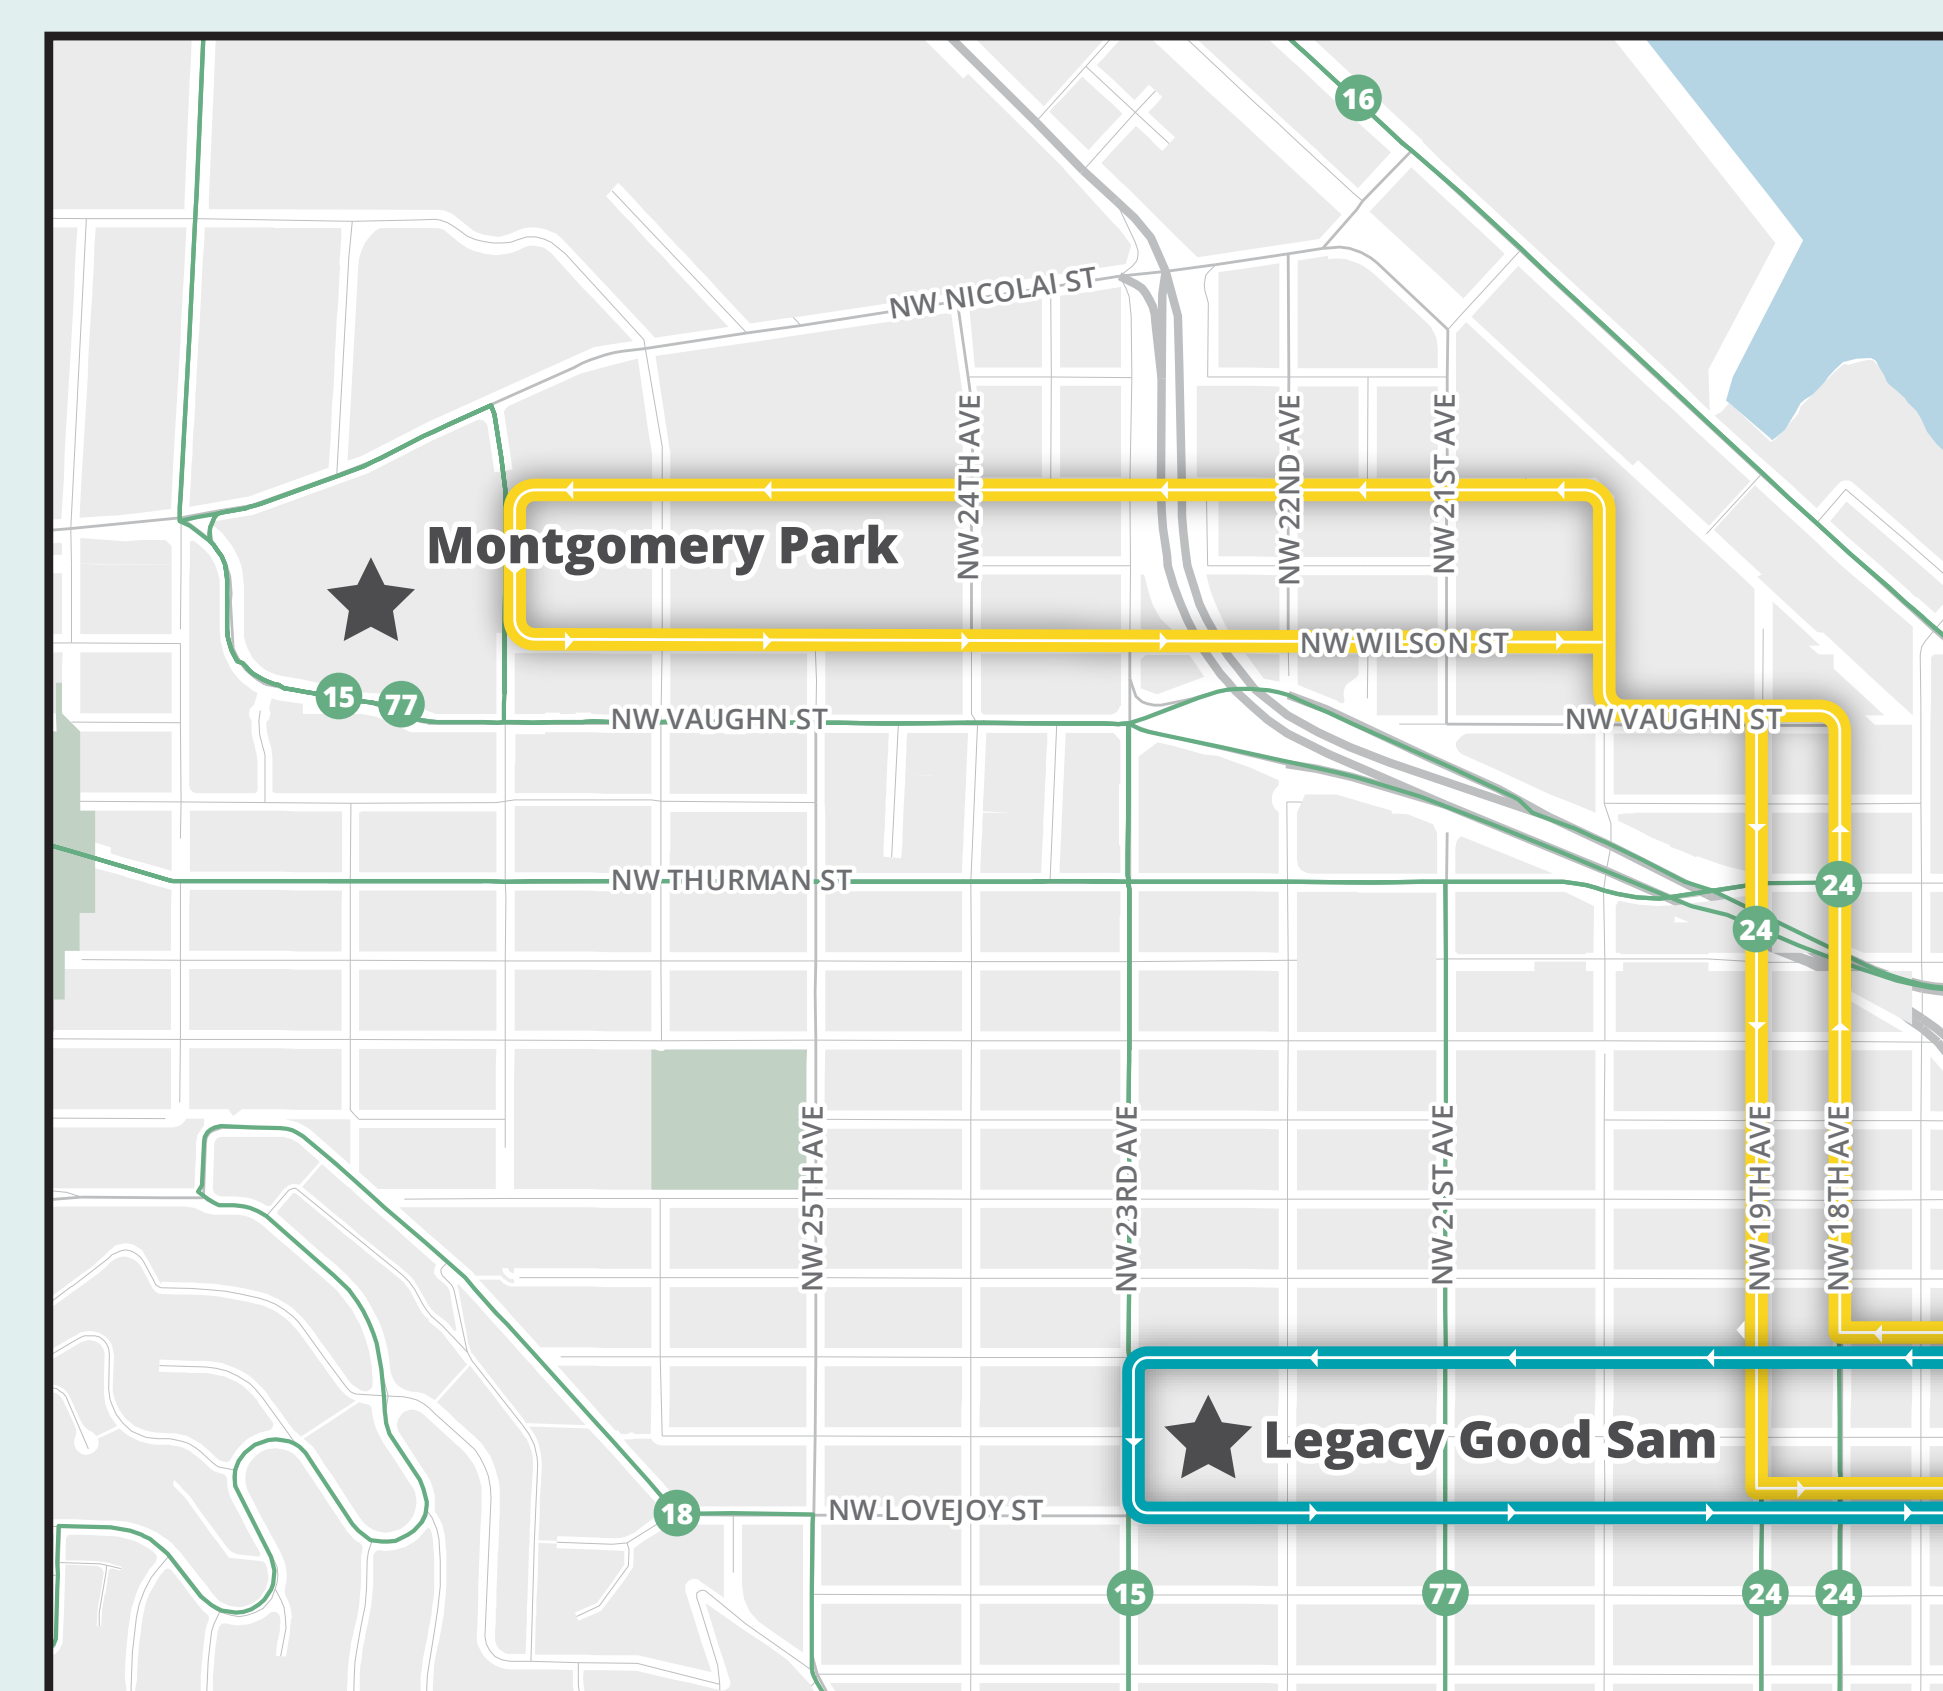 16
NW NICOLAI ST
NW 24TH AVE
NW 22ND AVE
NW 21ST AVE
Montgomery Park
NW WILSON ST
15
77
NW VAUGHN ST
NW VAUGHN ST
NW THURMAN ST
24
24
NW 25TH AVE
NW 23RD AVE
NW 21ST AVE
NW 19TH AVE
NW 18TH AVE
Legacy Good Sam
18
NW LOVEJOY ST
15
77
24
24